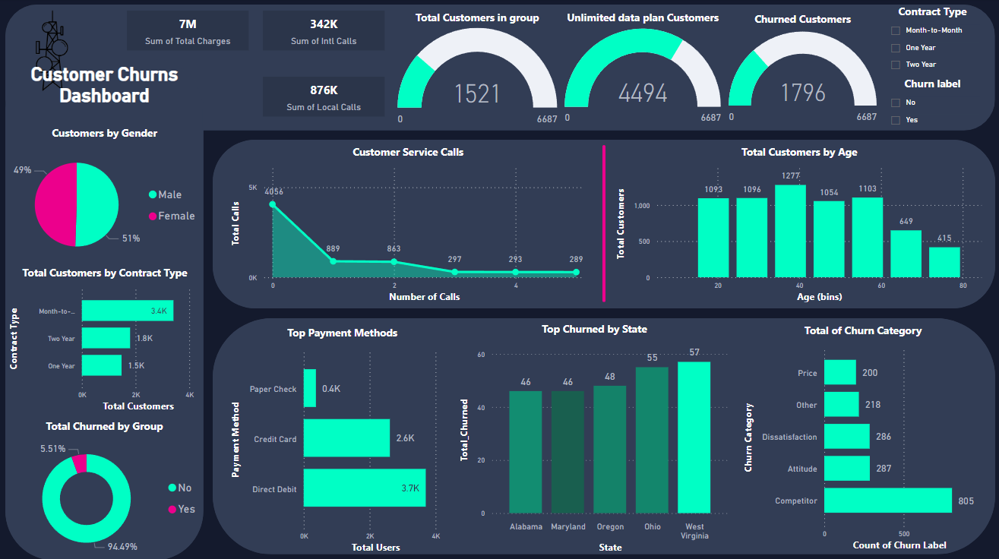 Customer Churns
Dashboard
7M
Sum of Total Charges
342K
Sum of Intl Calls
876K
Sum of Local Calls
Total Customers in group
1521
0
6687
Unlimited data plan Customers
4494
0
6687
Churned Customers
1796
0
6687
Contract Type
Month-to-Month
One Year
Two Year
Churn label
No
Yes
Customers by Gender
49%
51%
Male
Female
Total Customers by Contract Type
Contract Type
Month-to-...
3.4K
Two Year
1.8K
One Year
1.5K
0K
2K
4K
Total Customers
Total Churned by Group
5.51%
94.49%
No
Yes
Customer Service Calls
Total Calls
5K
0K
4056
889
863
297
293
289
0
2
4
Number of Calls
Total Customers by Age
Total Customers
1,000
500
0
1093
1096
1277
1054
1103
649
415
20
40
60
80
Age (bins)
Top Payment Methods
Payment Method
Paper Check
0.4K
Credit Card
2.6K
Direct Debit
3.7K
0K
2K
4K
Total Users
Top Churned by State
Total_Churned
60
40
20
0
46
46
48
55
57
Alabama
Maryland
Oregon
Ohio
West
Virginia
State
Total of Churn Category
Churn Category
Price
200
Other
218
Dissatisfaction
286
Attitude
287
Competitor
805
0
500
Count of Churn Label